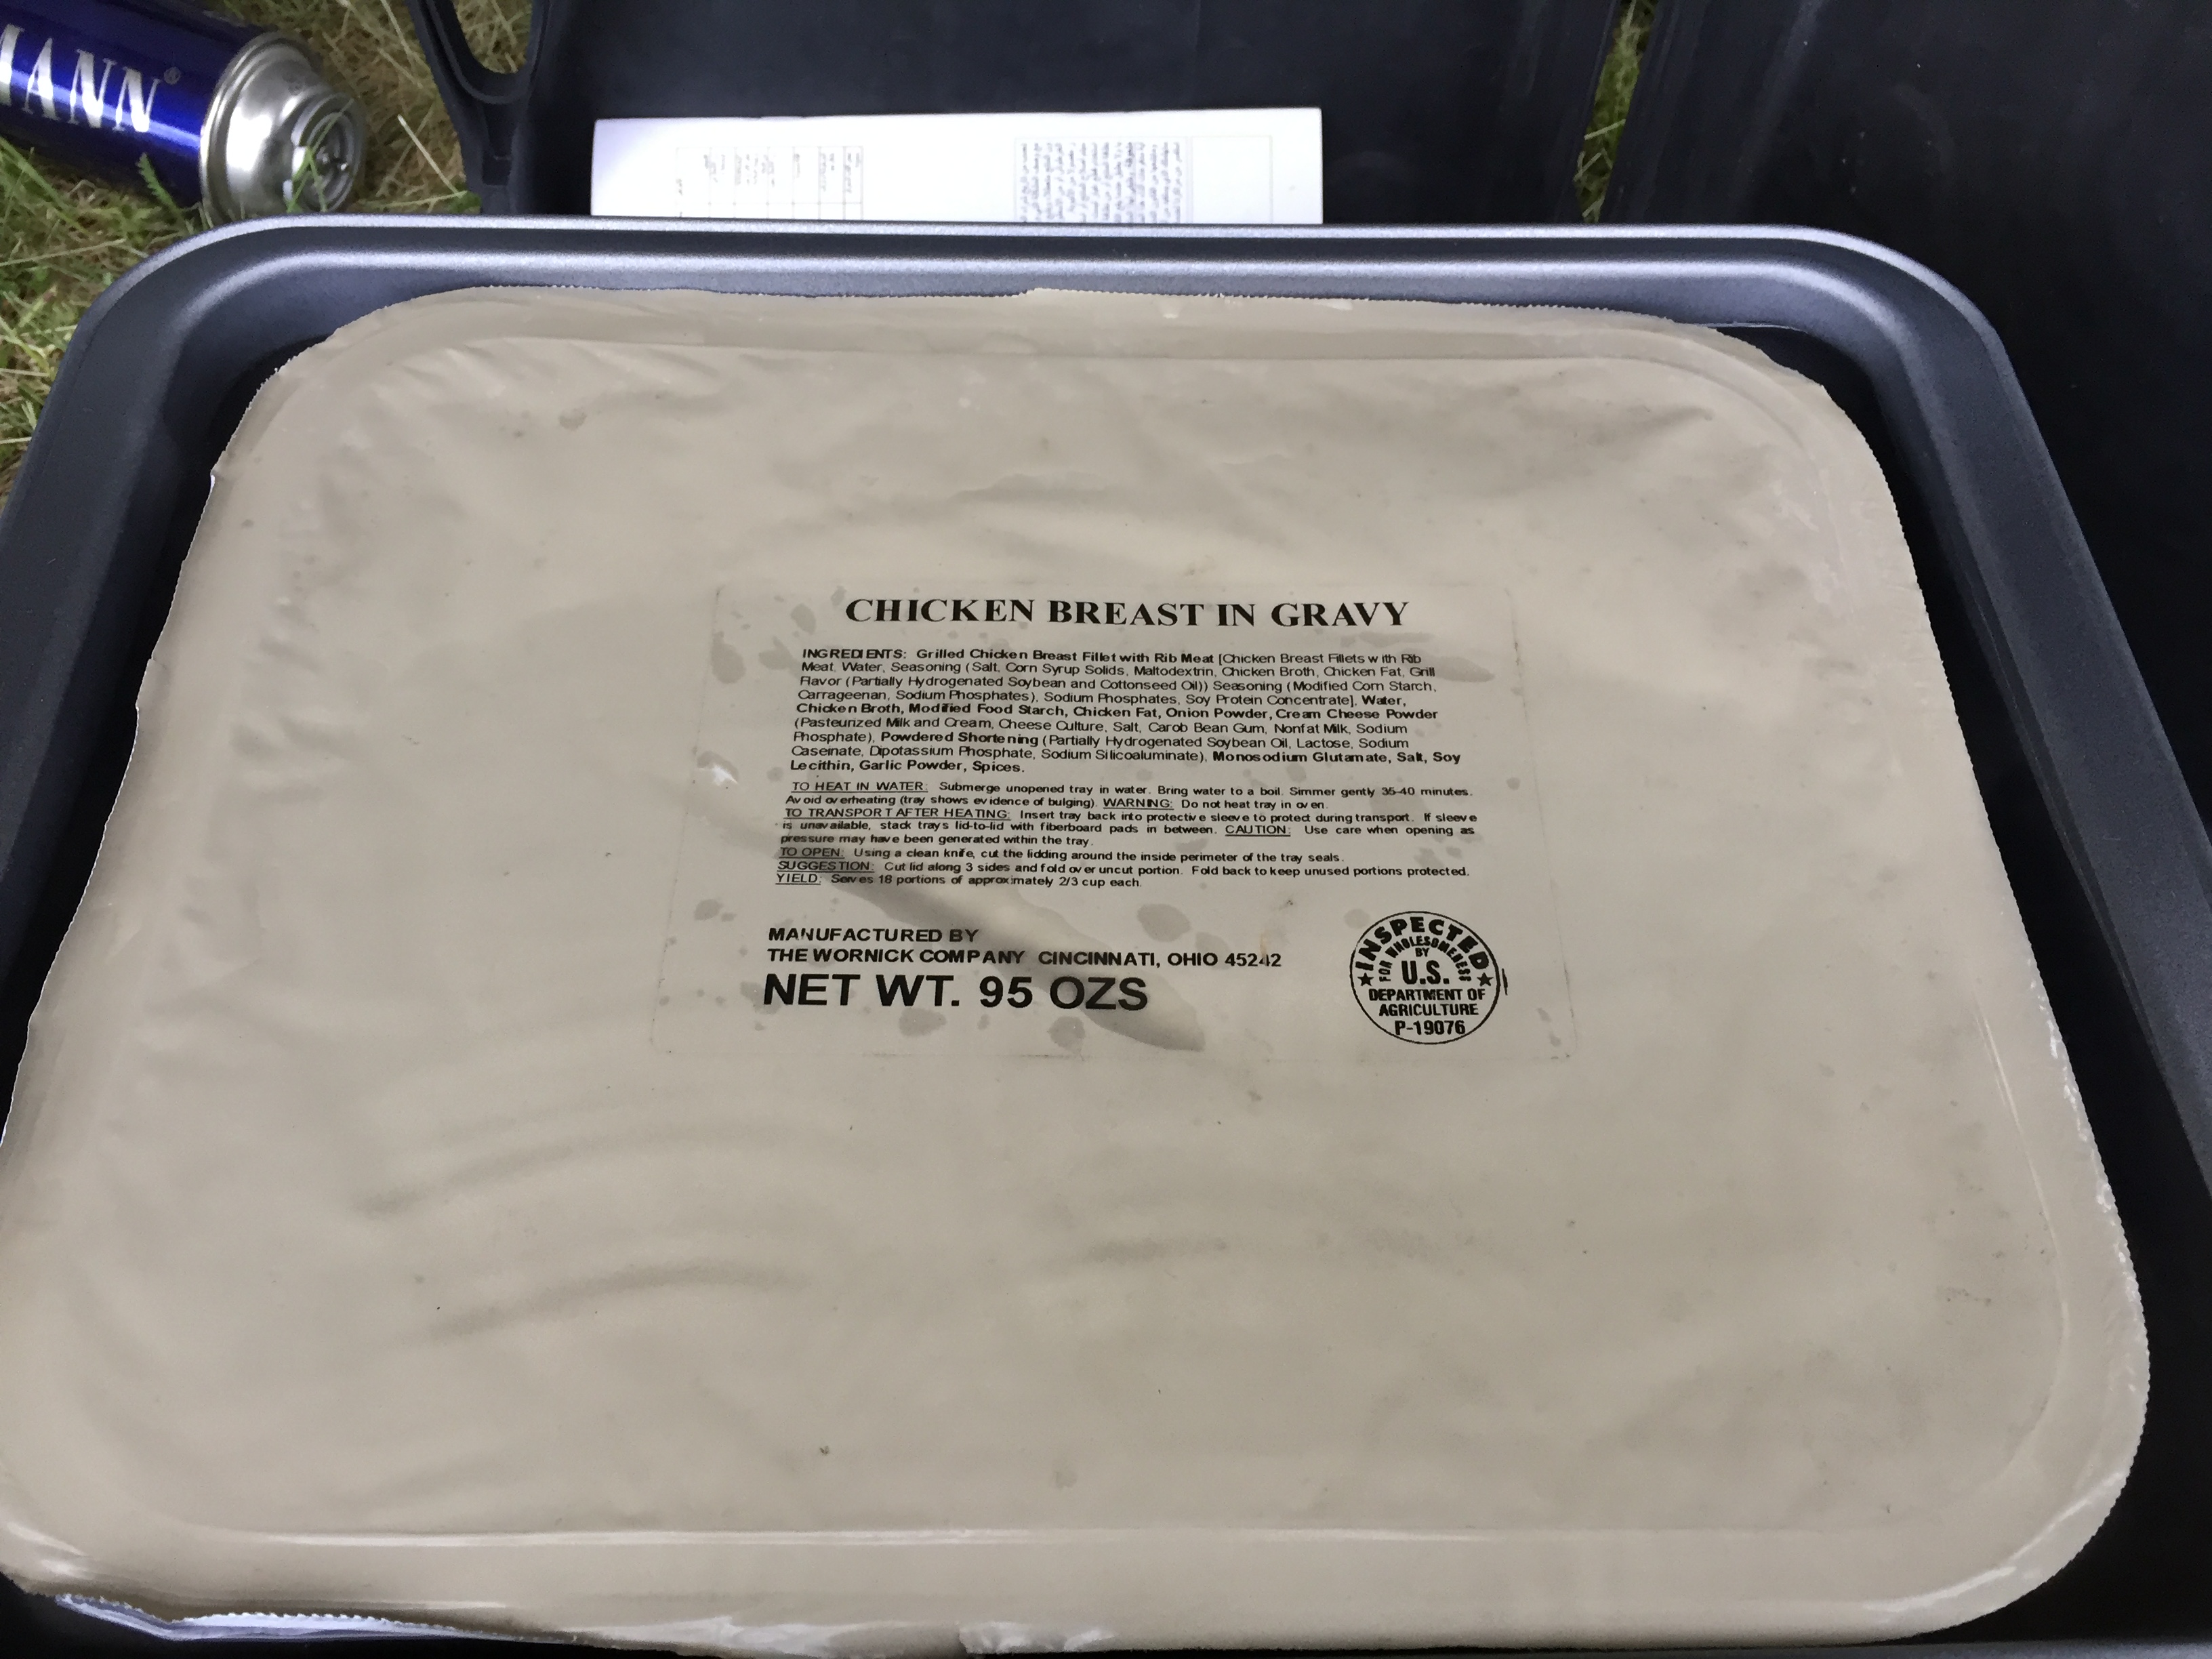 MANN®
CHICKEN BREAST IN GRAVY
INGREDIENTS: Grilled Chicken Breast Fillet with Rib Meat [Chicken Breast Fillets with Rib
Meat, Water, Seasoning (Salt, Corn Syrup Solids, Maltodextrin, Chicken Broth, Chicken Fat, Grill
Flavor (Partially Hydrogenated Soybean and Cottonseed Oil)) Seasoning (Modified Corn Starch,
Carrageenan, Sodium Phosphates), Sodium Phosphates, Soy Protein Concentrate], Water,
Chicken Broth, Modified Food Starch, Chicken Fat, Onion Powder, Cream Cheese Powder
(Pasteurized Milk and Cream, Cheese Culture, Salt, Carob Bean Gum, Nonfat Milk, Sodium
Phosphate), Powdered Shortening (Partially Hydrogenated Soybean Oil, Lactose, Sodium
Caseinate, Dipotassium Phosphate, Sodium Silicoaluminate), Monosodium Glutamate, Salt, Soy
Lecithin, Garlic Powder, Spices.
TO HEAT IN WATER: Submerge unopened tray in water. Bring water to a boil. Simmer gently 35-40 minutes.
Avoid overheating (tray shows evidence of bulging). WARNING: Do not heat tray in oven.
TO TRANSPORT AFTER HEATING: Insert tray back into protective sleeve to protect during transport. If sleeve
is unavailable, stack trays lid-to-lid with fiberboard pads in between. CAUTION: Use care when opening as
pressure may have been generated within the tray.
TO OPEN: Using a clean knife, cut the lidding around the inside perimeter of the tray seals.
SUGGESTION: Cut lid along 3 sides and fold over uncut portion. Fold back to keep unused portions protected.
YIELD: Serves 18 portions of approximately 2/3 cup each.
MANUFACTURED BY
THE WORNICK COMPANY CINCINNATI, OHIO 45242
NET WT. 95 OZS
INSPECTED
FOR WHOLESOMENESS
BY
U.S.
DEPARTMENT OF
AGRICULTURE
P-19076